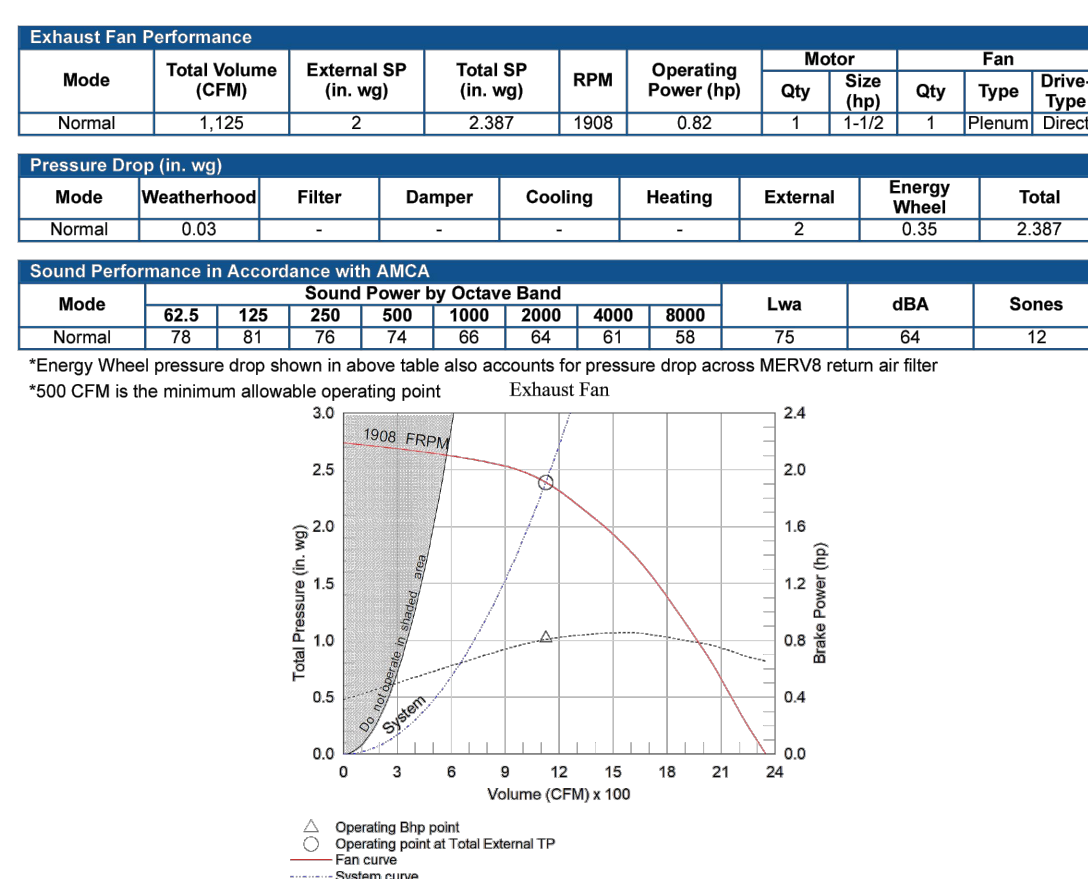 Exhaust Fan Performance
Mode Total Volume (CFM) External SP (in. wg) Total SP (in. wg) RPM Operating Power (hp) Motor Fan
Qty Size (hp) Qty Type Drive-Type
Normal 1,125 2 2.387 1908 0.82 1 1-1/2 1 Plenum Direct
Pressure Drop (in. wg)
Mode Weatherhood Filter Damper Cooling Heating External Energy Wheel Total
Normal 0.03 - - - - 2 0.35 2.387
Sound Performance in Accordance with AMCA
Mode Sound Power by Octave Band Lwa dBA Sones
62.5 125 250 500 1000 2000 4000 8000
Normal 78 81 76 74 66 64 61 58 75 64 12
*Energy Wheel pressure drop shown in above table also accounts for pressure drop across MERV8 return air filter
*500 CFM is the minimum allowable operating point
Exhaust Fan
3.0 2.4
1908 FRPM
2.5 2.0
2.0 1.6
1.5 1.2
1.0 0.8
0.5 0.4
0.0 0.0
Total Pressure (in. wg)
Brake Power (hp)
Do not operate in shaded area
System
0 3 6 9 12 15 18 21 24
Volume (CFM) x 100
Operating Bhp point
Operating point at Total External TP
Fan curve
System curve